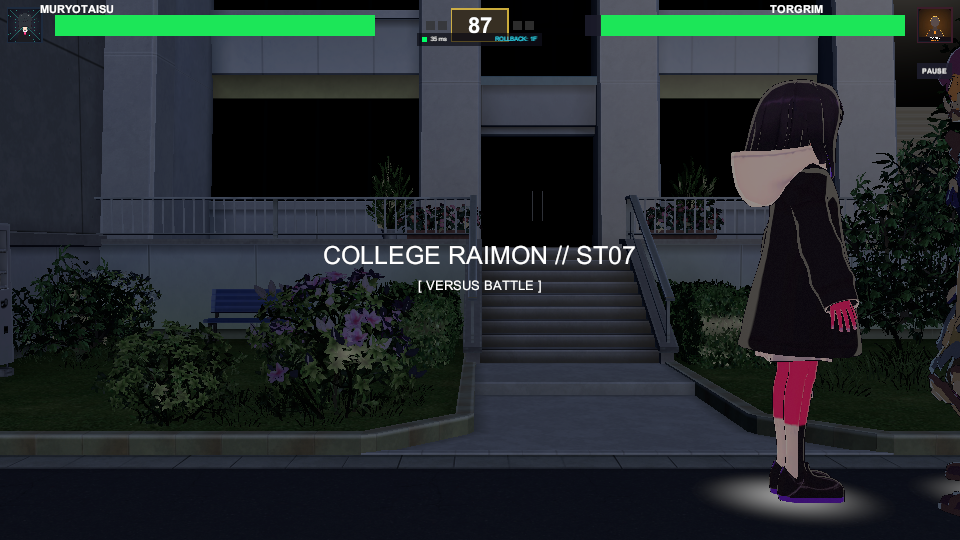 MURYOTAISU
TORGRIM
87
35 ms
ROLLBACK: 1F
PAUSE
COLLEGE RAIMON // ST07
[ VERSUS BATTLE ]